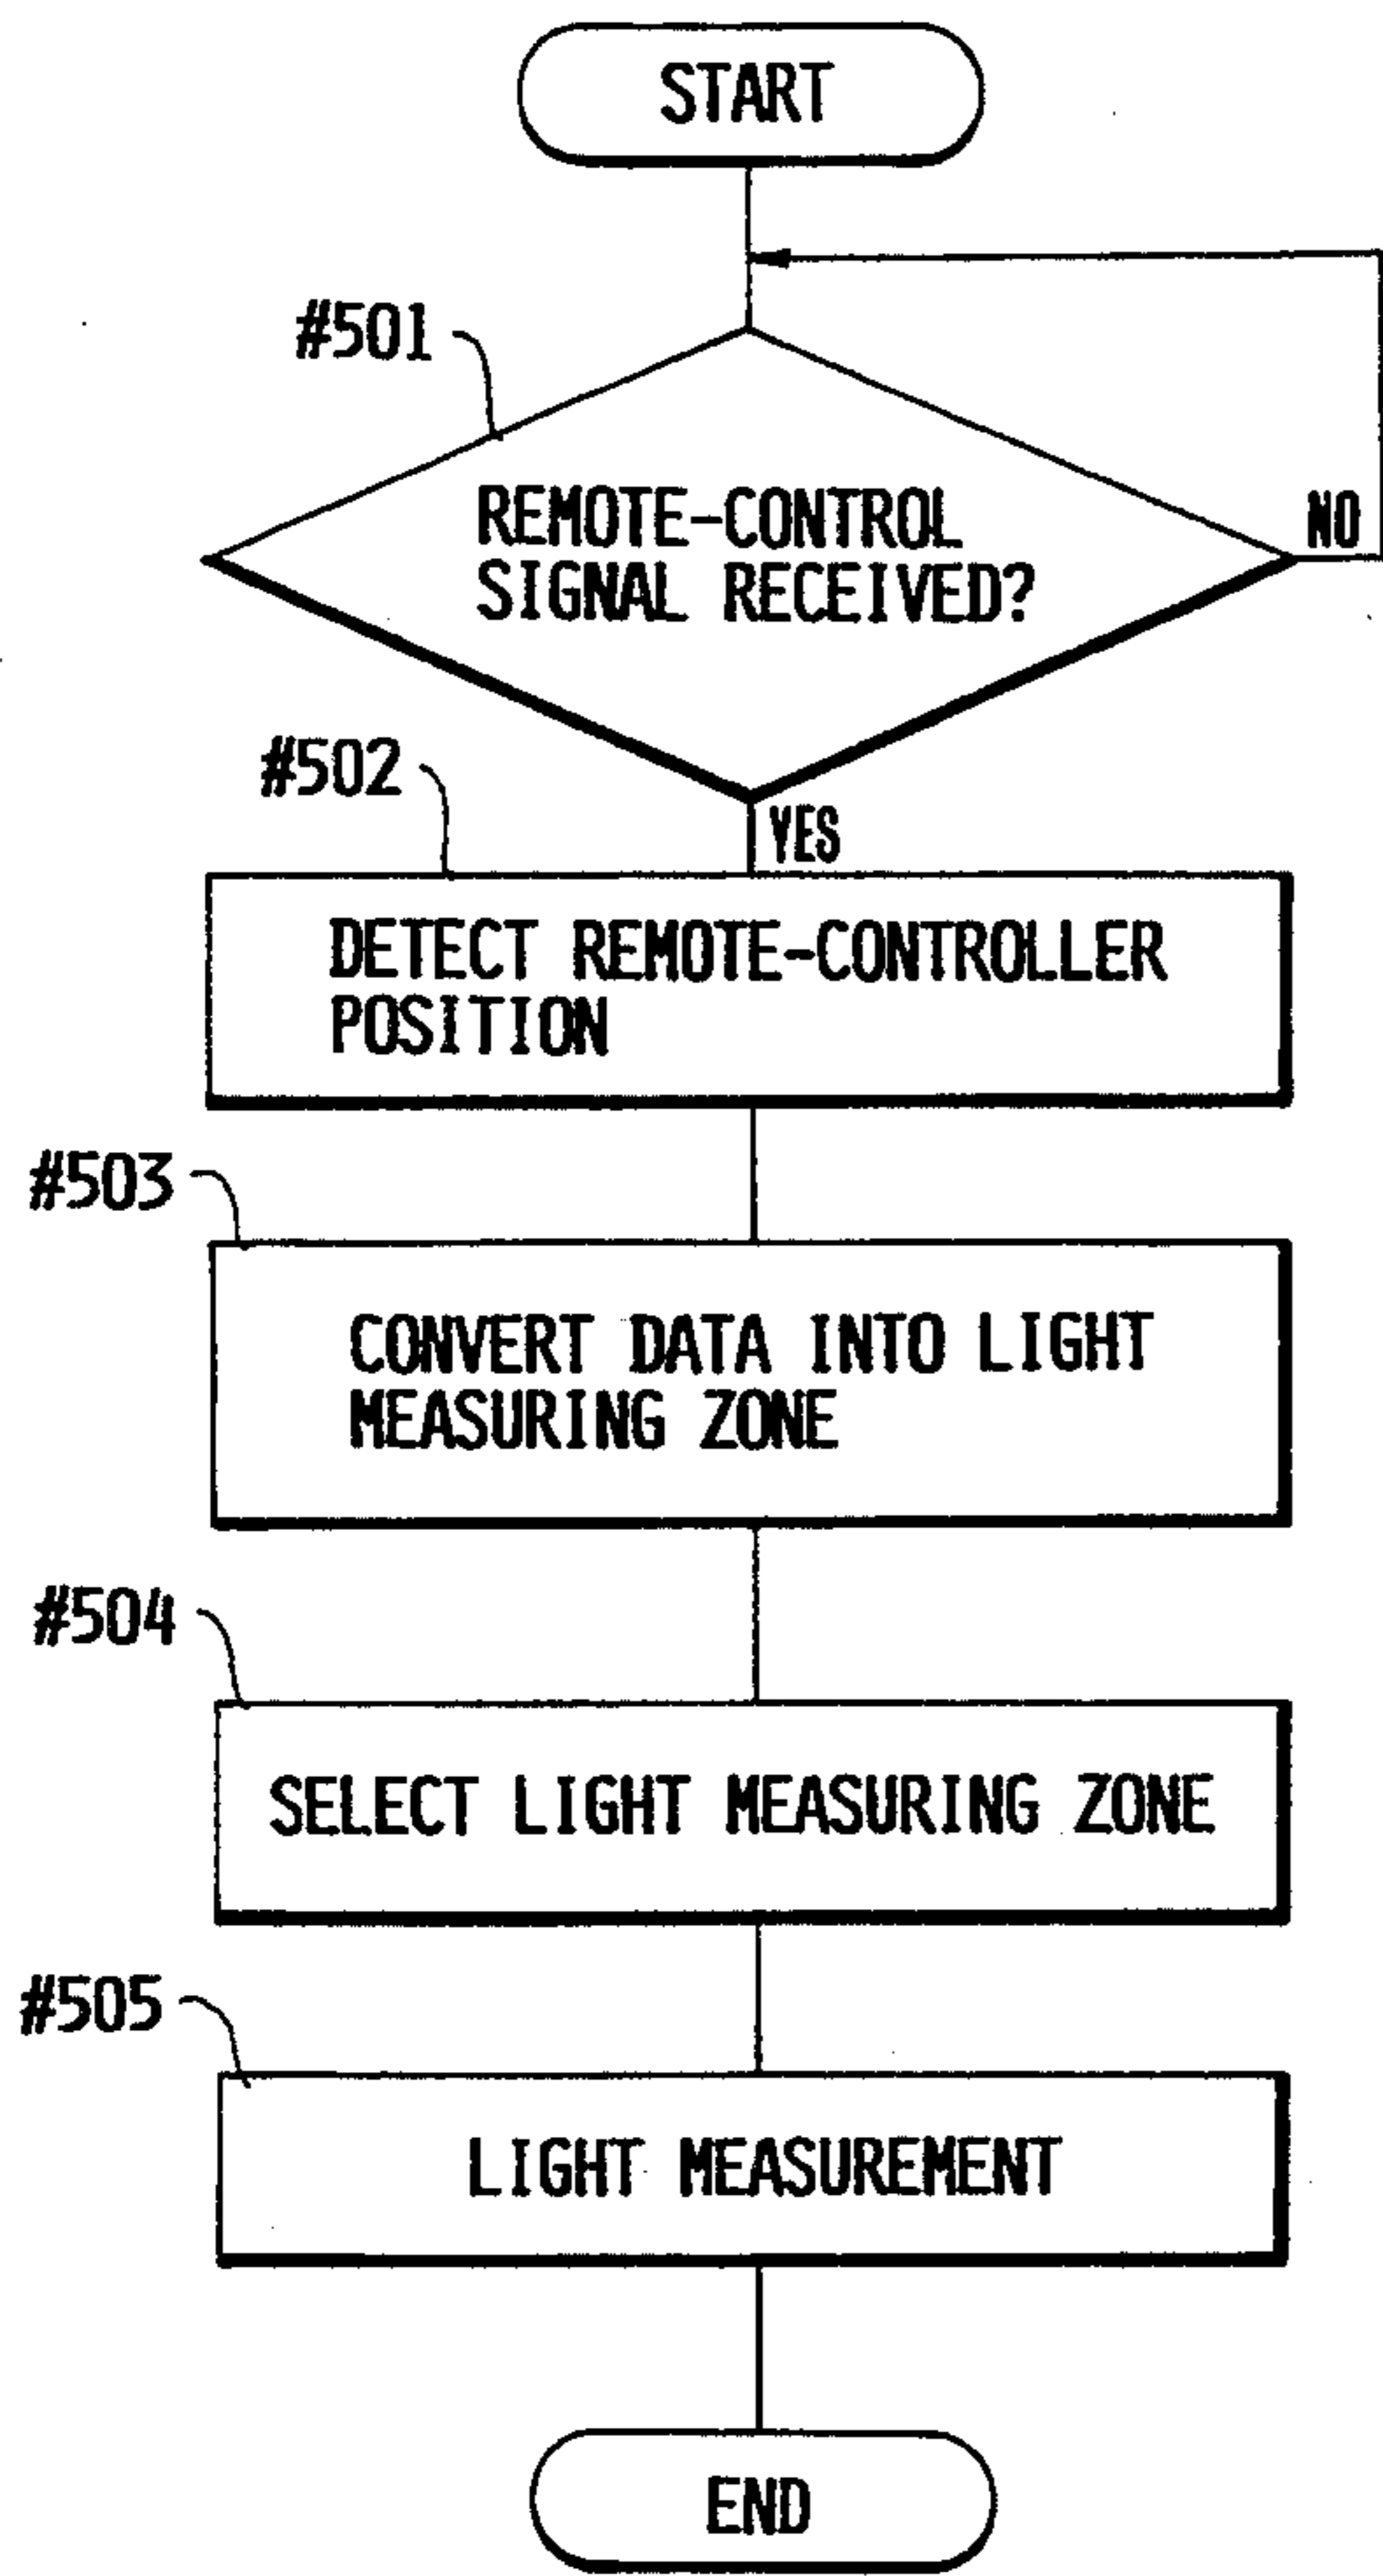 START
#501
REMOTE-CONTROL
SIGNAL RECEIVED?
NO
#502
YES
DETECT REMOTE-CONTROLLER
POSITION
#503
CONVERT DATA INTO LIGHT
MEASURING ZONE
#504
SELECT LIGHT MEASURING ZONE
#505
LIGHT MEASUREMENT
END